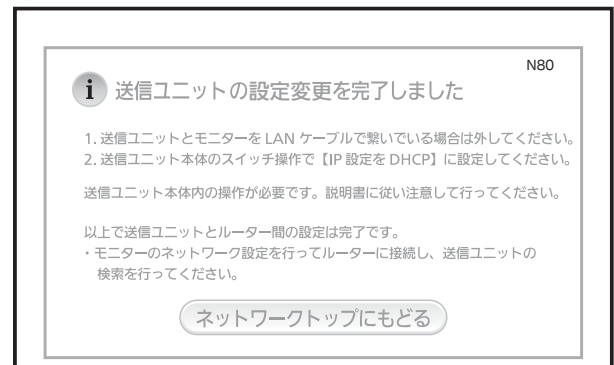 N80
i 送信ユニットの設定変更を完了しました
1. 送信ユニットとモニターを LAN ケーブルで繋いでいる場合は外してください。
2. 送信ユニット本体のスイッチ操作で【IP 設定を DHCP】に設定してください。
送信ユニット本体内の操作が必要です。説明書に従い注意して行ってください。
以上で送信ユニットとルーター間の設定は完了です。
・モニターのネットワーク設定を行ってルーターに接続し、送信ユニットの
検索を行ってください。
ネットワークトップにもどる